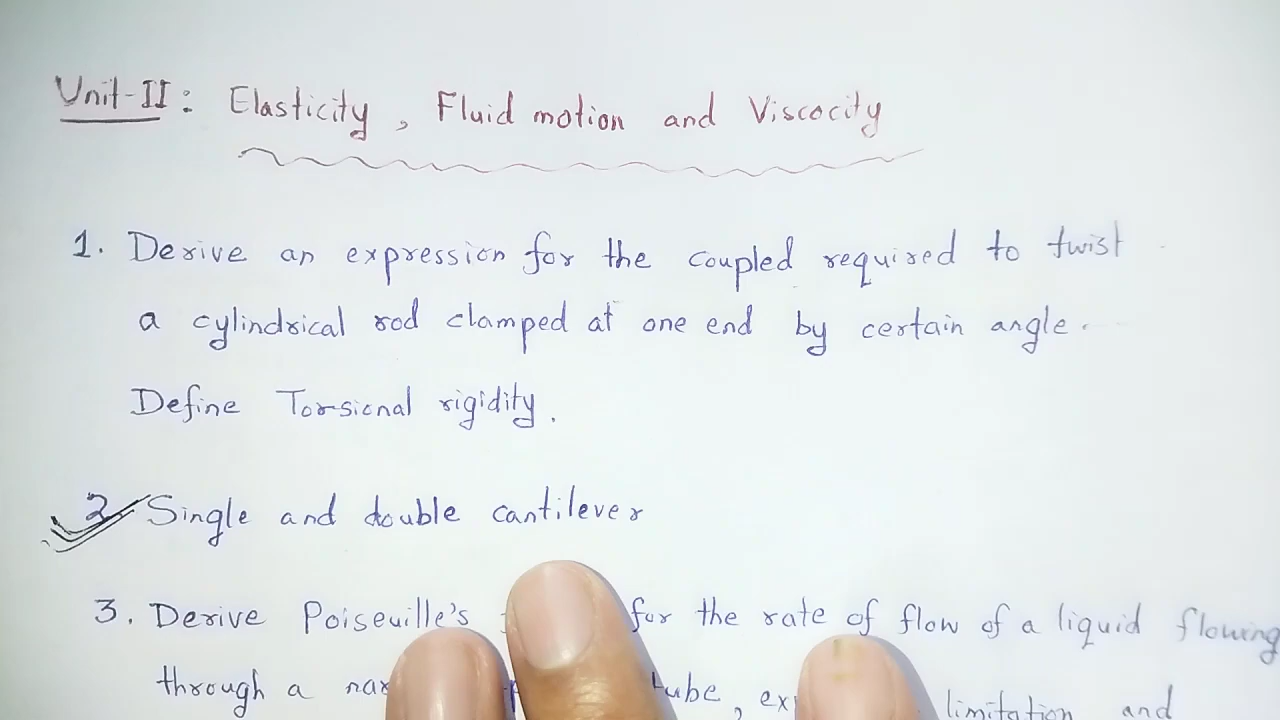 Unit-II: Elasticity, Fluid motion and Viscocity
1. Derive an expression for the coupled required to twist
a cylindrical rod clamped at one end by certain angle.
Define Torsional rigidity.
2 Single and double cantilever
3. Derive Poiseuille's for the rate of flow of a liquid flowing
through a tube, limitation and